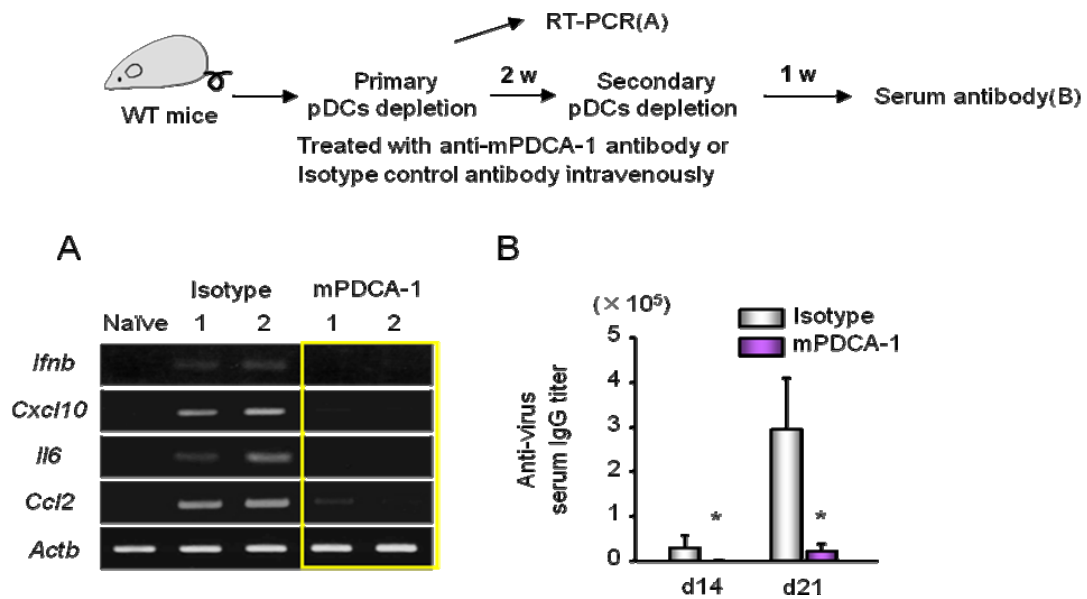 RT-PCR(A)
WT mice
Primary
pDCs depletion
2 w
Secondary
pDCs depletion
1 w
Serum antibody(B)
Treated with anti-mPDCA-1 antibody or
Isotype control antibody intravenously
A
Isotype mPDCA-1
Naïve 1 2 1 2
Ifnb
Cxcl10
Il6
Ccl2
Actb
B
(×10⁵)
Isotype
mPDCA-1
Anti-virus
serum IgG titer
5
4
3
2
1
0
*
*
d14 d21